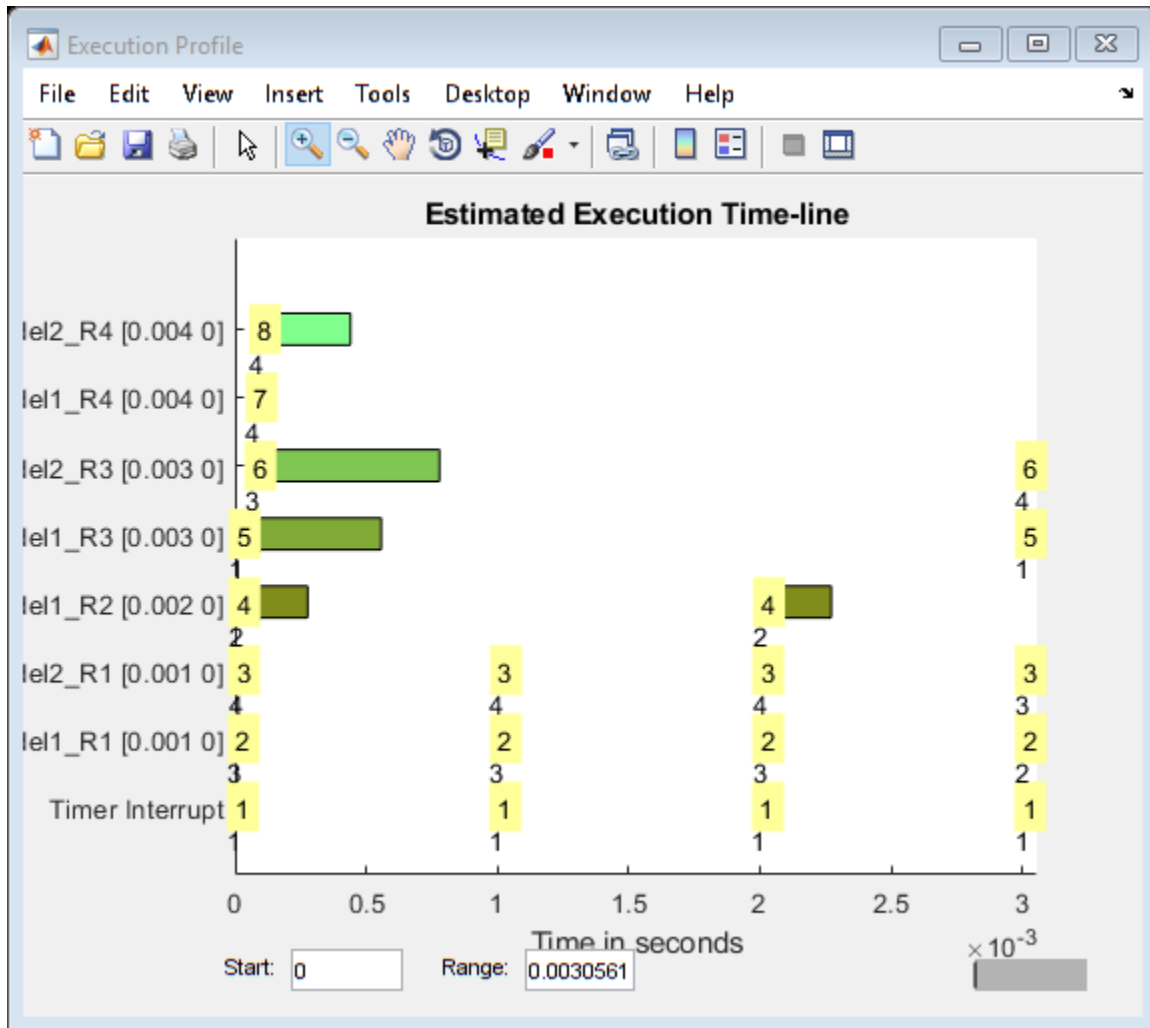 Execution Profile
File Edit View Insert Tools Desktop Window Help
Estimated Execution Time-line
lel2_R4 [0.004 0] 8
4
lel1_R4 [0.004 0] 7
4
lel2_R3 [0.003 0] 6 6
3 4
lel1_R3 [0.003 0] 5 5
1 1
lel1_R2 [0.002 0] 4 4
2 2
lel2_R1 [0.001 0] 3 3 3 3
4 4 4 3
lel1_R1 [0.001 0] 2 2 2 2
3 3 3 2
Timer Interrupt 1 1 1 1
1 1 1 1
0 0.5 1 1.5 2 2.5 3
Time in seconds ×10-3
Start: 0 Range: 0.0030561